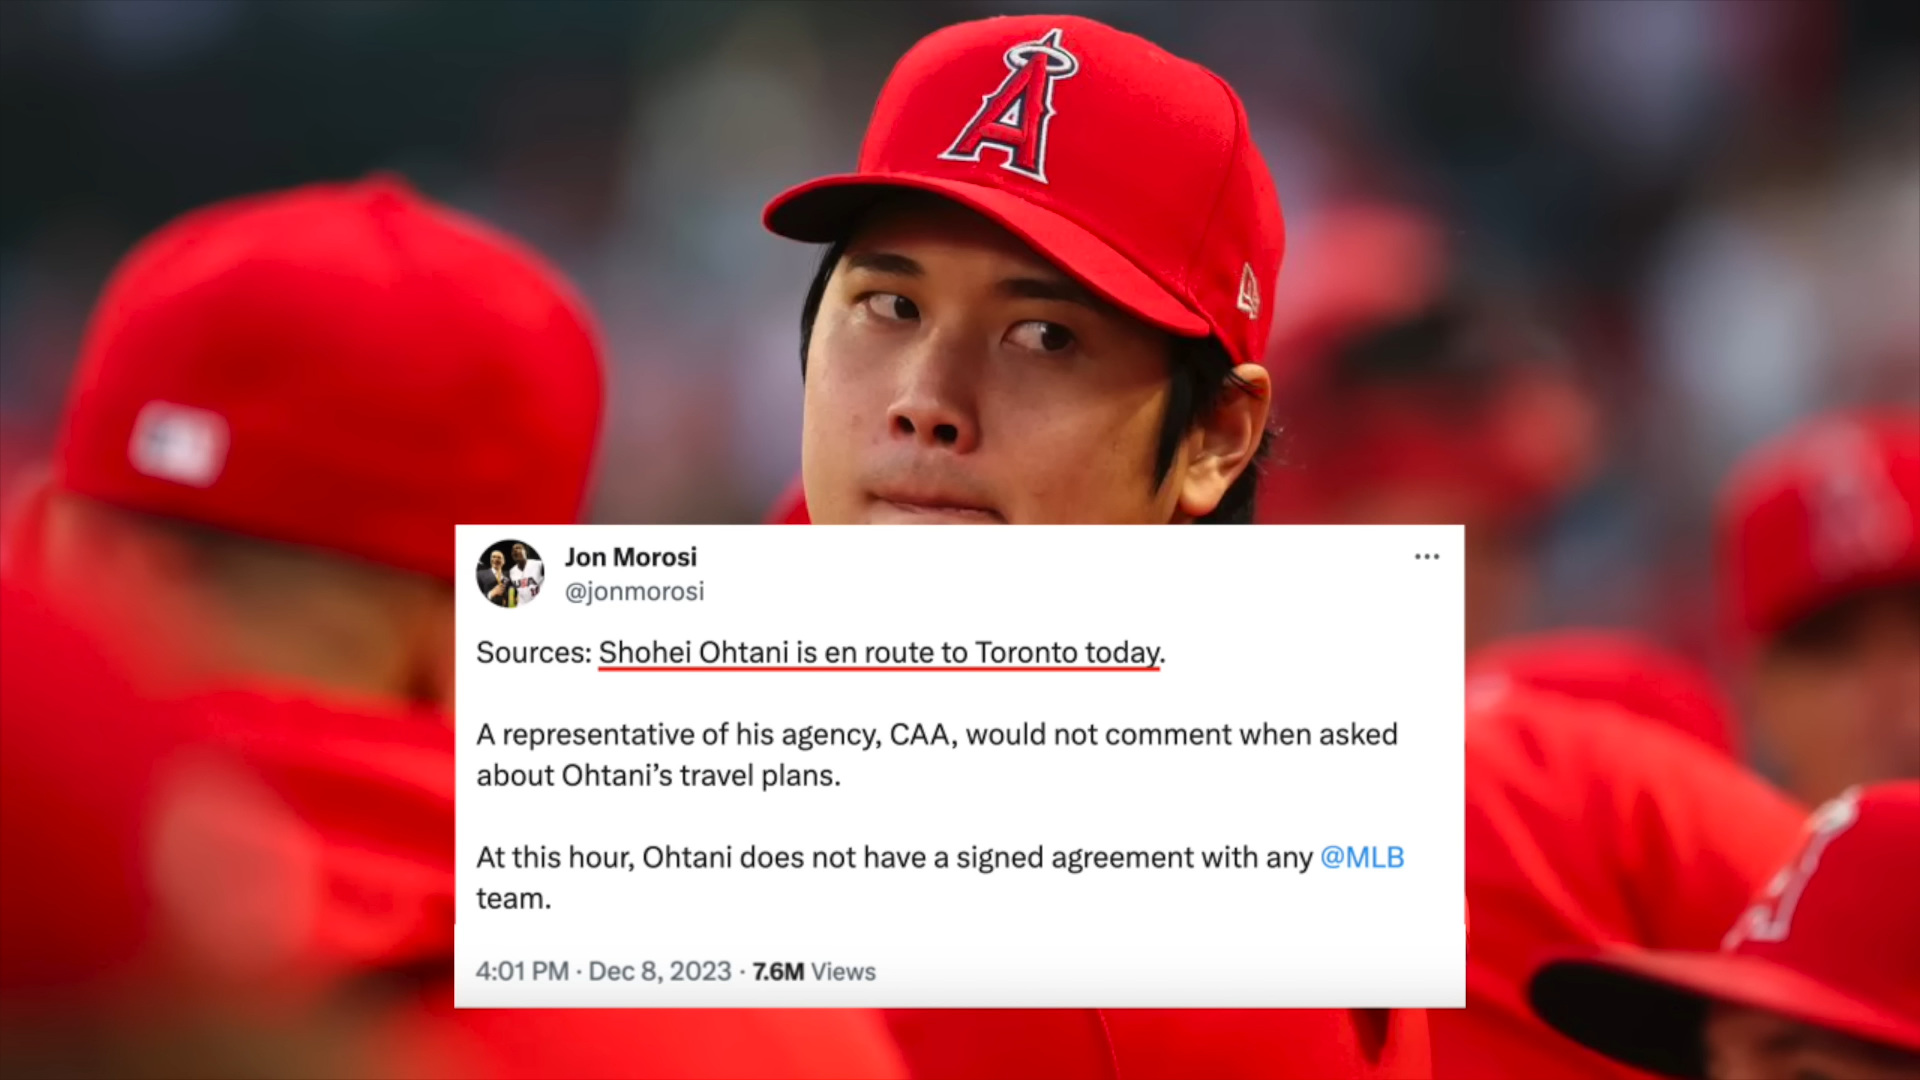 A
Jon Morosi
@jonmorosi
Sources: Shohei Ohtani is en route to Toronto today.
A representative of his agency, CAA, would not comment when asked
about Ohtani’s travel plans.
At this hour, Ohtani does not have a signed agreement with any @MLB
team.
4:01 PM · Dec 8, 2023 · 7.6M Views